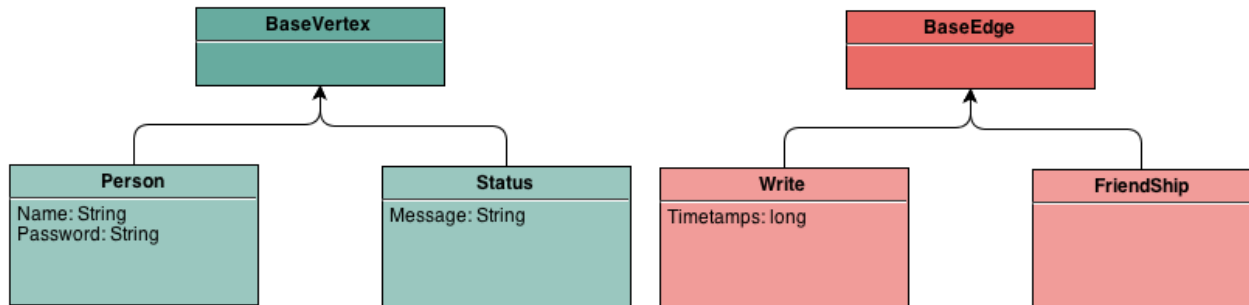 BaseVertex
BaseEdge
Person
Name: String
Password: String
Status
Message: String
Write
Timetamps: long
FriendShip